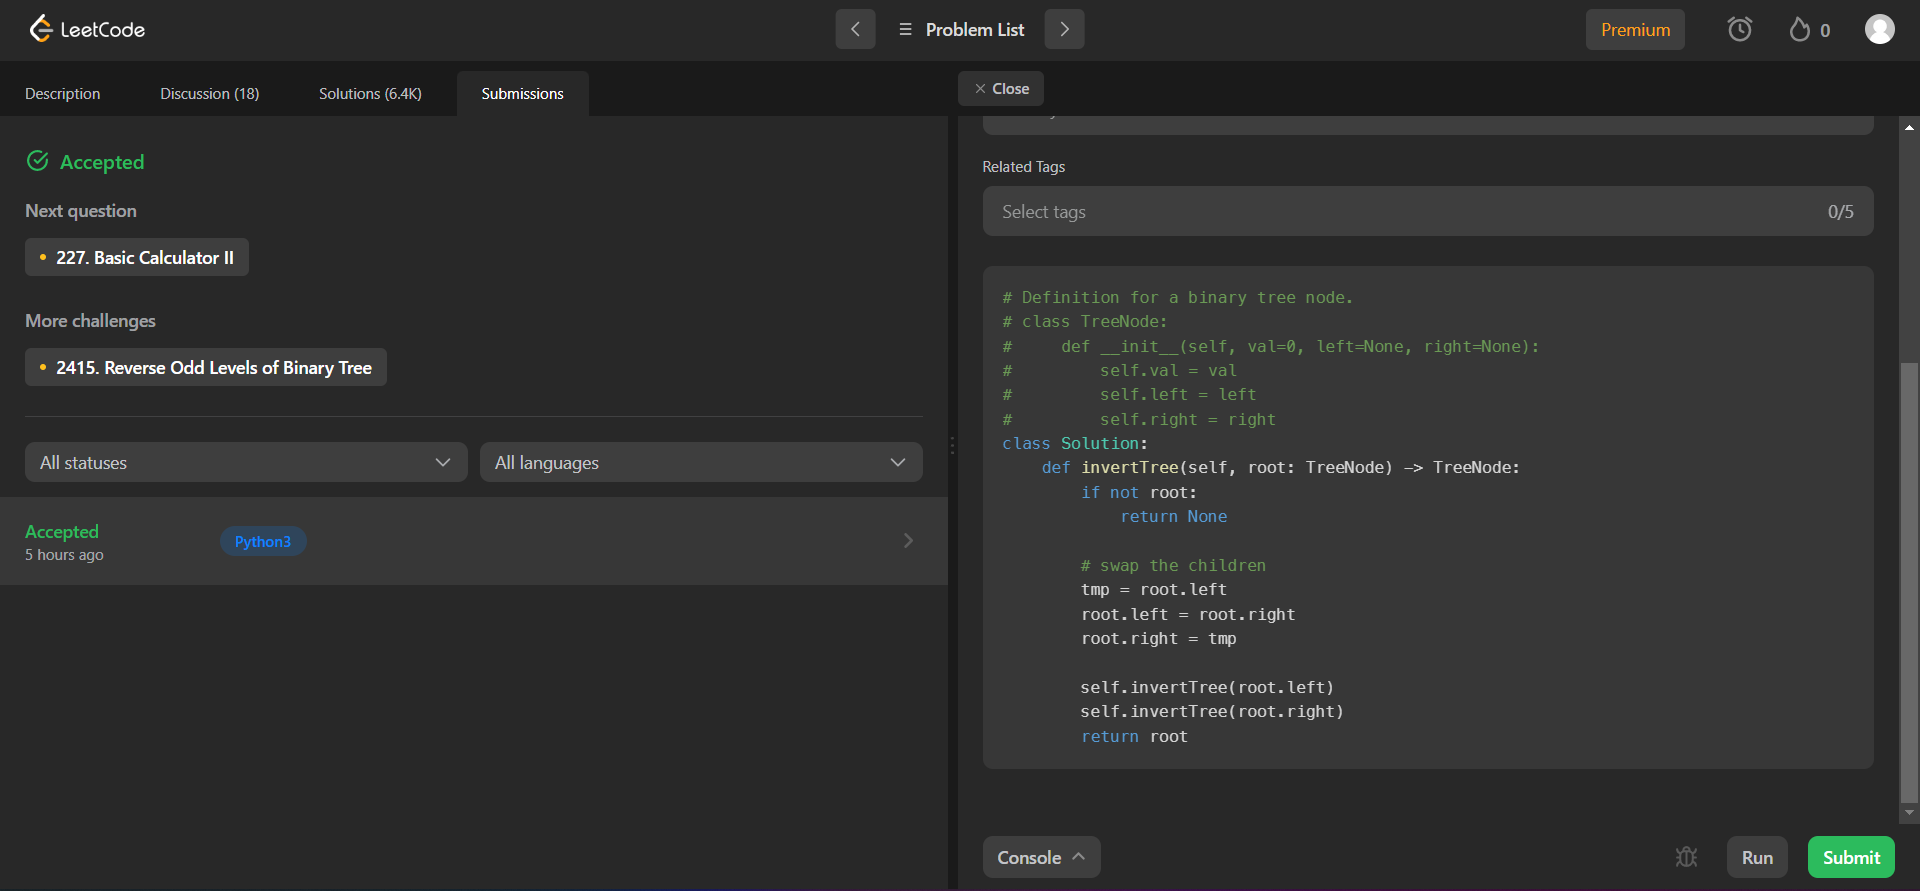 LeetCode
Problem List
Premium
0
Description
Discussion (18)
Solutions (6.4K)
Submissions
Close
Accepted
Next question
227. Basic Calculator II
More challenges
2415. Reverse Odd Levels of Binary Tree
All statuses
All languages
Accepted
5 hours ago
Python3
Related Tags
Select tags
0/5
# Definition for a binary tree node.
# class TreeNode:
#     def __init__(self, val=0, left=None, right=None):
#         self.val = val
#         self.left = left
#         self.right = right
class Solution:
    def invertTree(self, root: TreeNode) -> TreeNode:
        if not root:
            return None
        # swap the children
        tmp = root.left
        root.left = root.right
        root.right = tmp
        self.invertTree(root.left)
        self.invertTree(root.right)
        return root
Console
Run
Submit